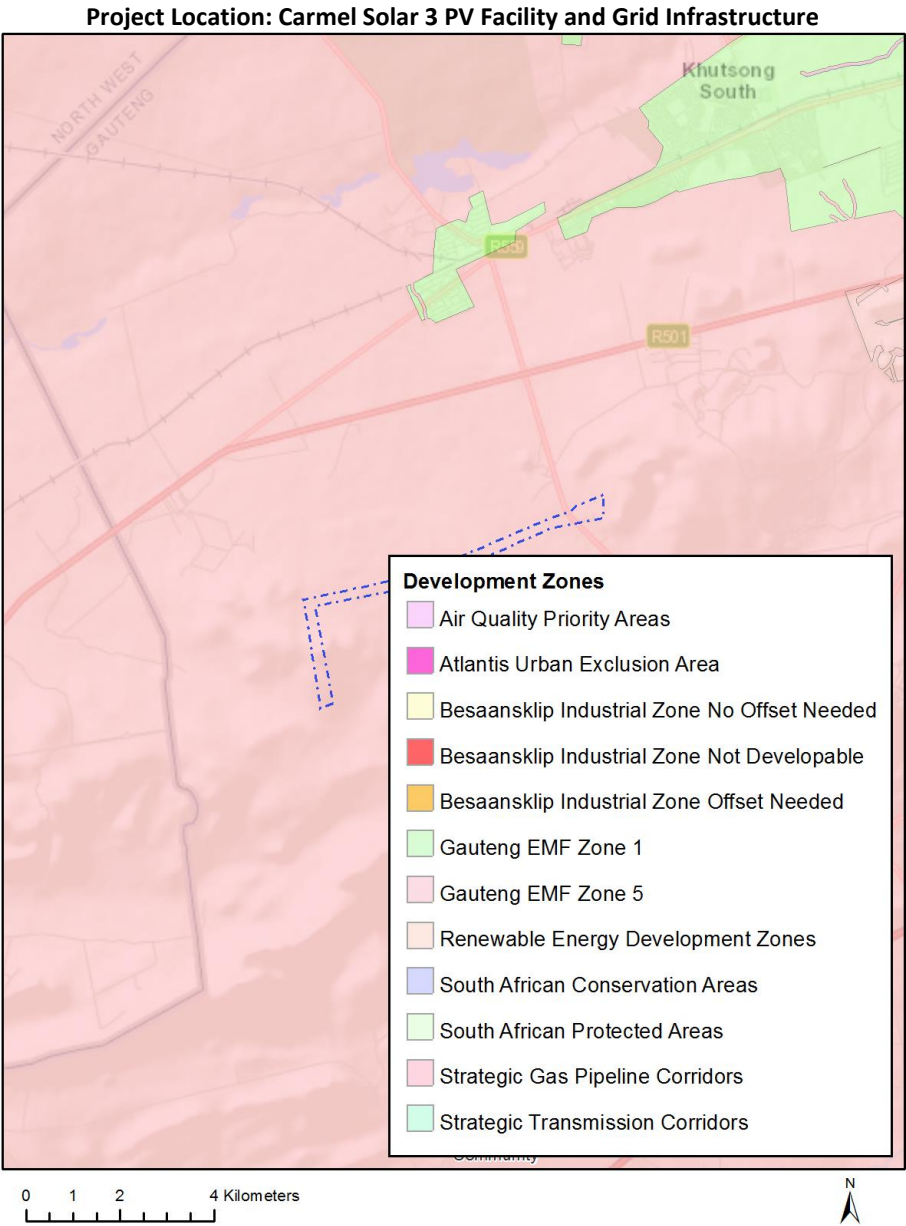 Project Location: Carmel Solar 3 PV Facility and Grid Infrastructure
NORTH WEST
GAUTENG
Khutsong
South
R559
R501
Development Zones
Air Quality Priority Areas
Atlantis Urban Exclusion Area
Besaansklip Industrial Zone No Offset Needed
Besaansklip Industrial Zone Not Developable
Besaansklip Industrial Zone Offset Needed
Gauteng EMF Zone 1
Gauteng EMF Zone 5
Renewable Energy Development Zones
South African Conservation Areas
South African Protected Areas
Strategic Gas Pipeline Corridors
Strategic Transmission Corridors
Community
0 1 2 4 Kilometers
N